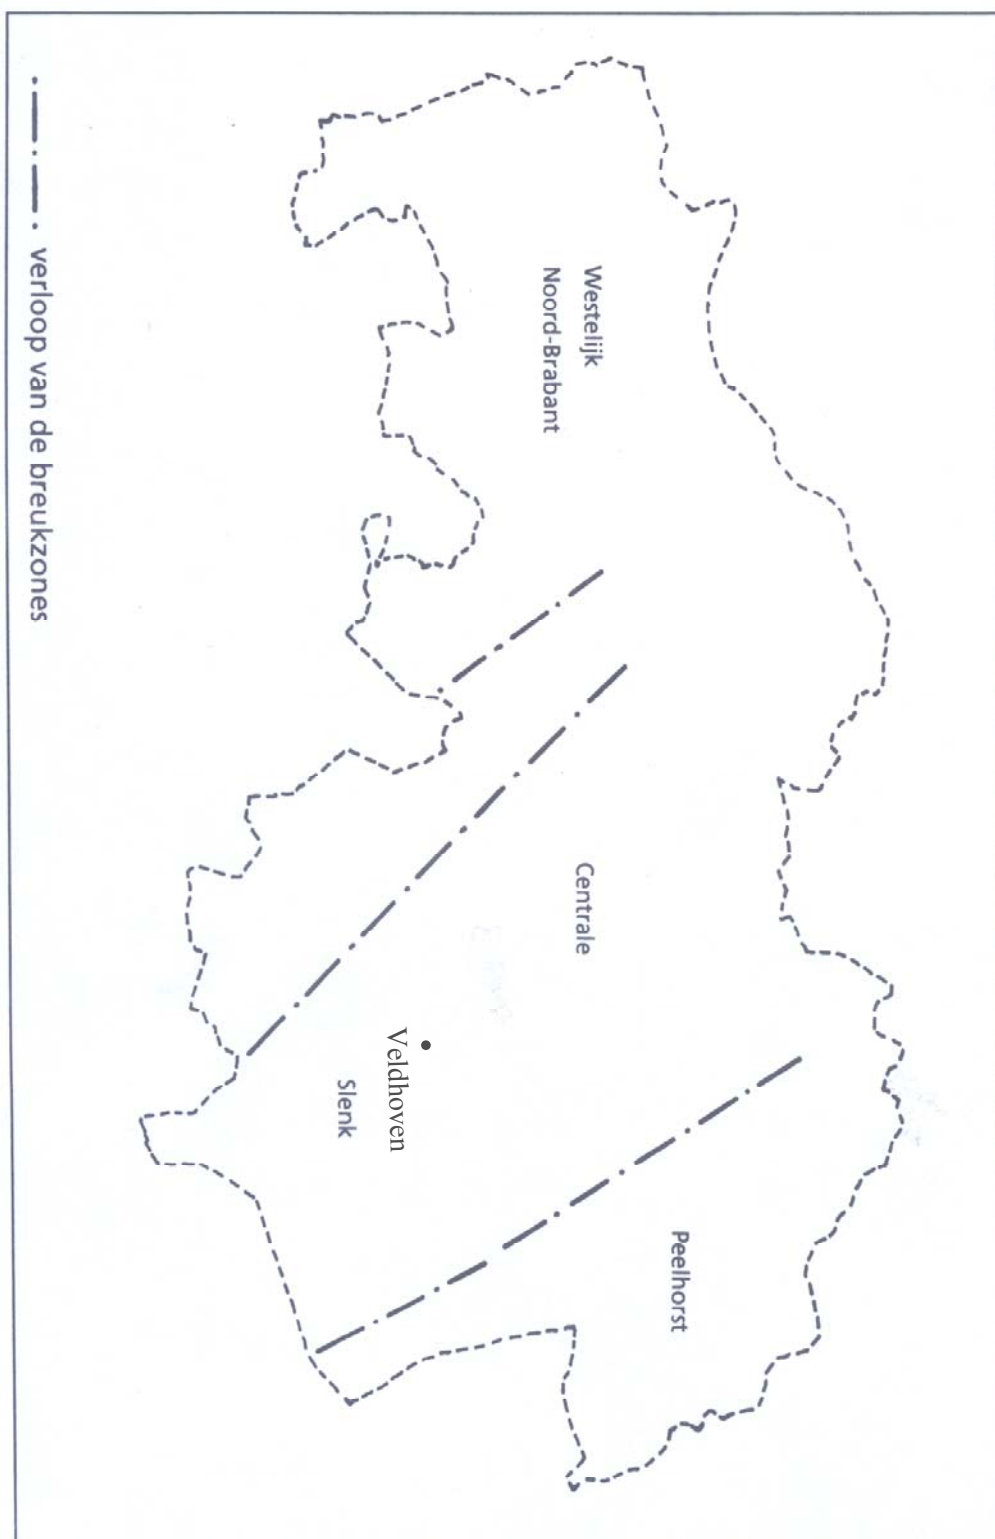 Westelijk
Noord-Brabant
Centrale
Slenk
Veldhoven
Peelhorst
verloop van de breukzones